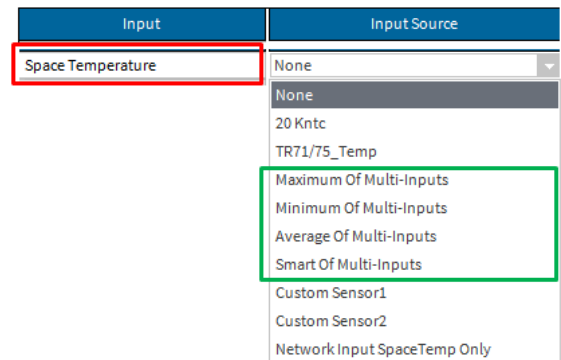 Input Input Source
Space Temperature None
None
20 Kntc
TR71/75_Temp
Maximum Of Multi-Inputs
Minimum Of Multi-Inputs
Average Of Multi-Inputs
Smart Of Multi-Inputs
Custom Sensor1
Custom Sensor2
Network Input SpaceTemp Only